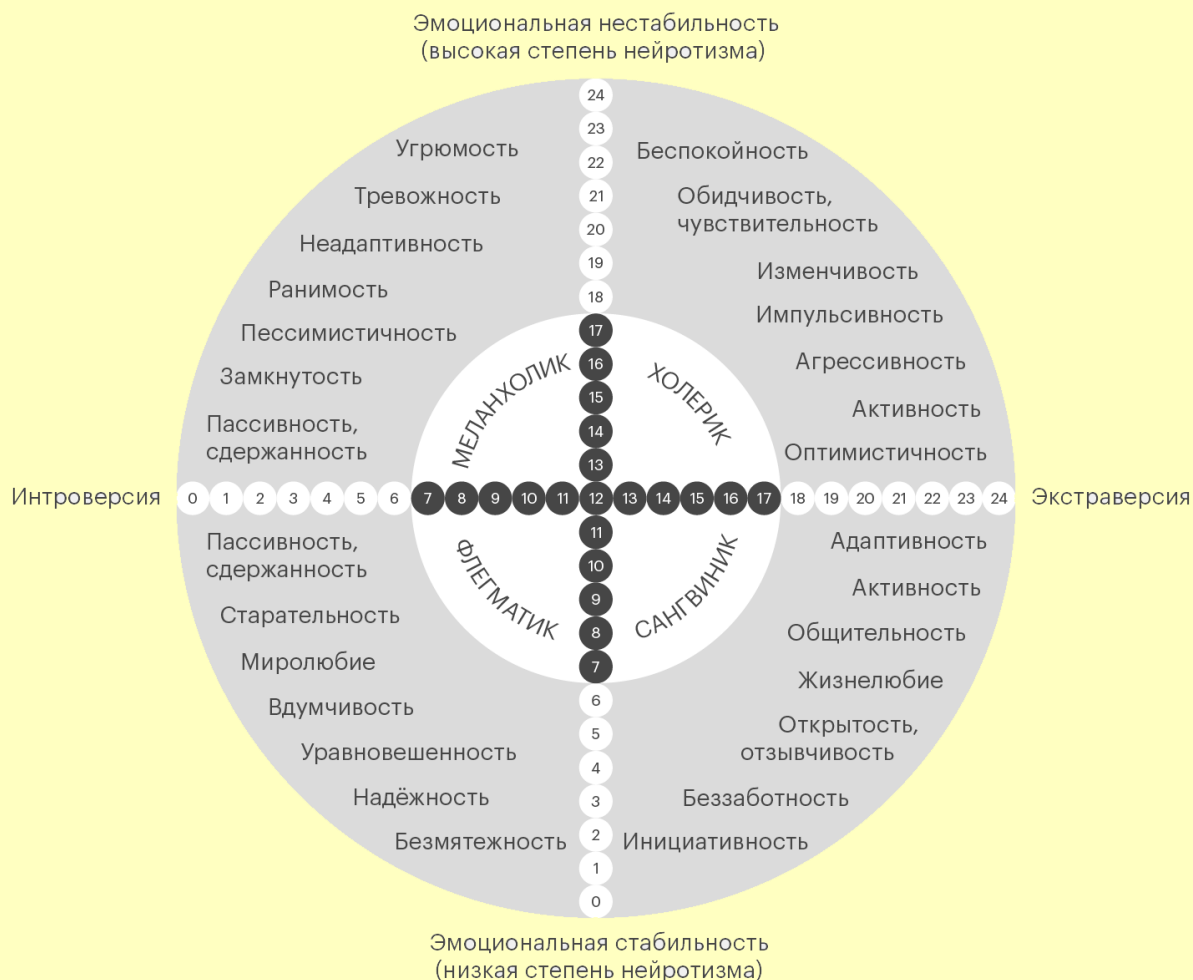 Эмоциональная нестабильность
(высокая степень нейротизма)
24
23
Угрюмость
Беспокойность
22
Тревожность
21
Обидчивость,
чувствительность
20
Неадаптивность
19
Изменчивость
Ранимость
18
Импульсивность
Пессимистичность
17
16
Агрессивность
МЕЛАНХОЛИК
ХОЛЕРИК
Замкнутость
15
Активность
Пассивность,
сдержанность
14
13
Оптимистичность
Интроверсия 0 1 2 3 4 5 6 7 8 9 10 11 12 13 14 15 16 17 18 19 20 21 22 23 24 Экстраверсия
Пассивность,
сдержанность
11
Адаптивность
10
ФЛЕГМАТИК
САНГВИНИК
Активность
9
Старательность
8
Общительность
Миролюбие
7
Жизнелюбие
6
Вдумчивость
5
Открытость,
отзывчивость
Уравновешенность
4
Надёжность
3
Беззаботность
Безмятежность
2
Инициативность
1
0
Эмоциональная стабильность
(низкая степень нейротизма)